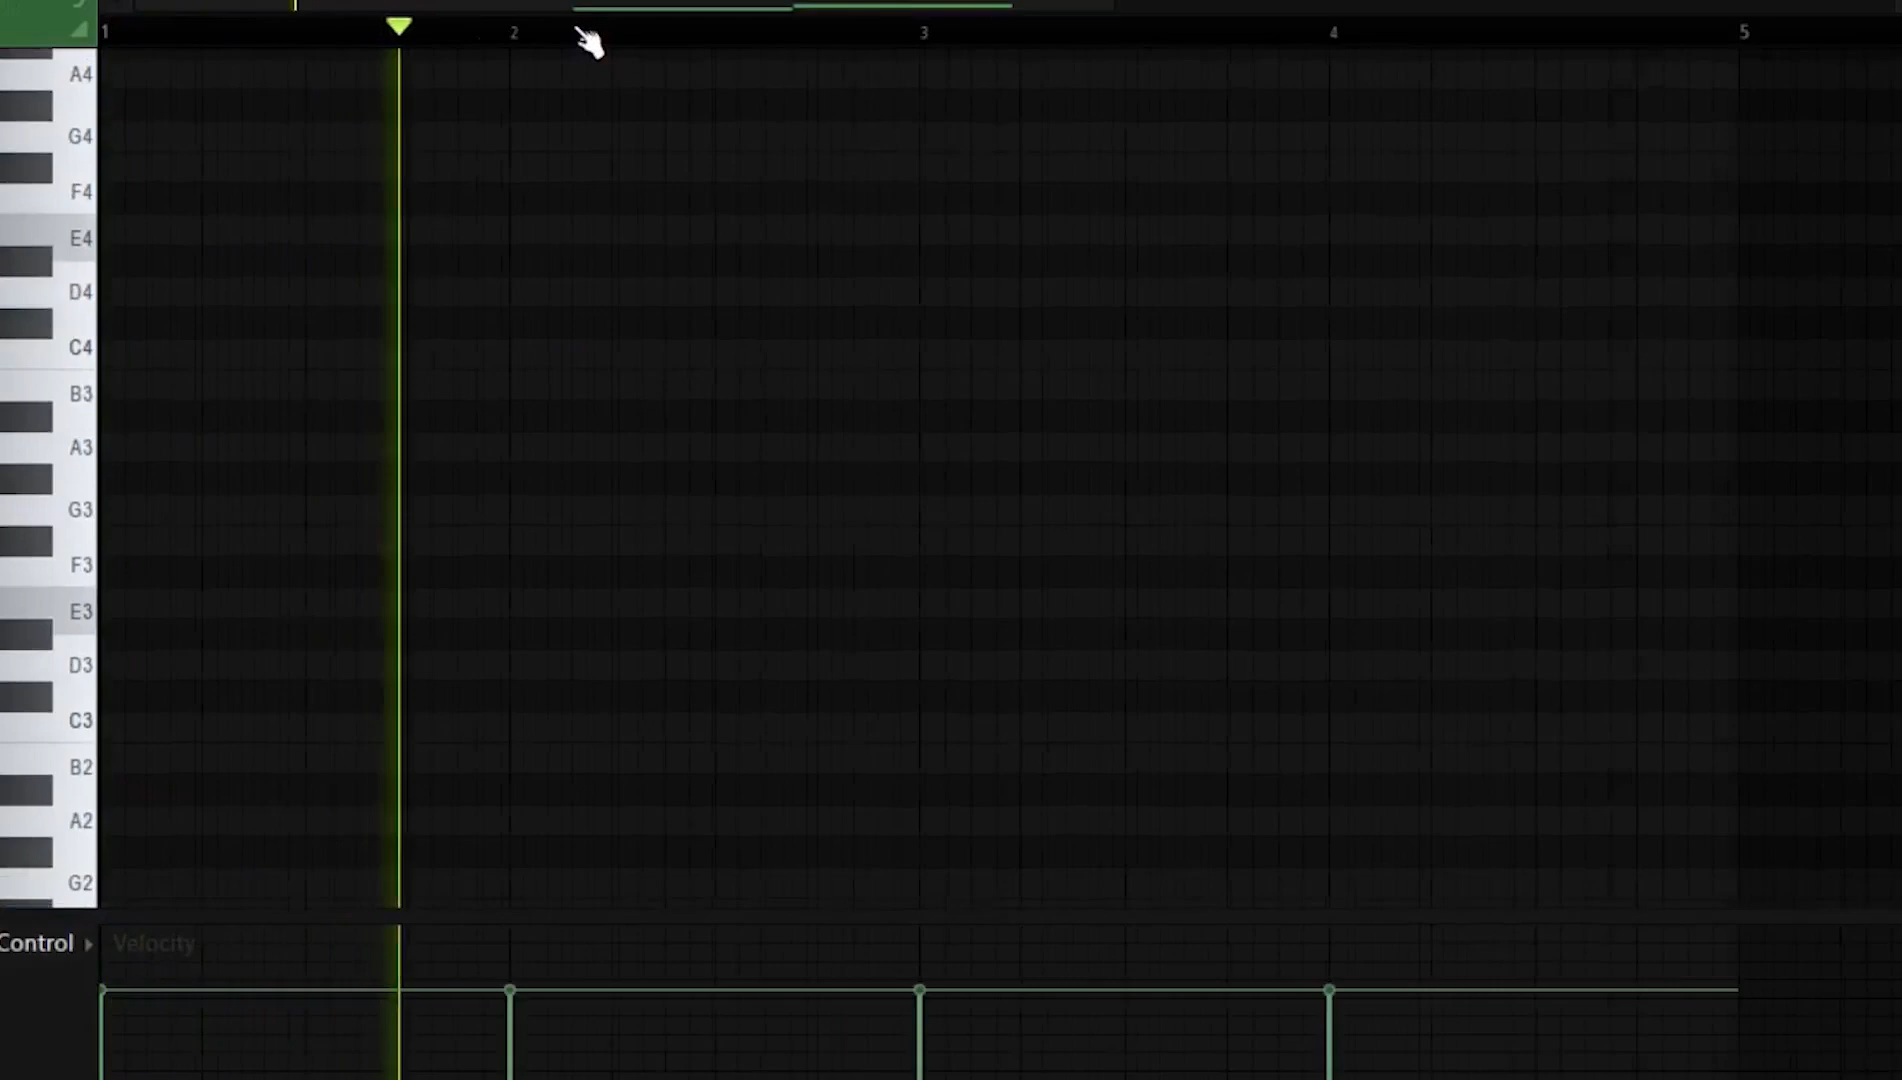 1 2 3 4 5
A4
G4
F4
E4
D4
C4
B3
A3
G3
F3
E3
D3
C3
B2
A2
G2
Control Velocity